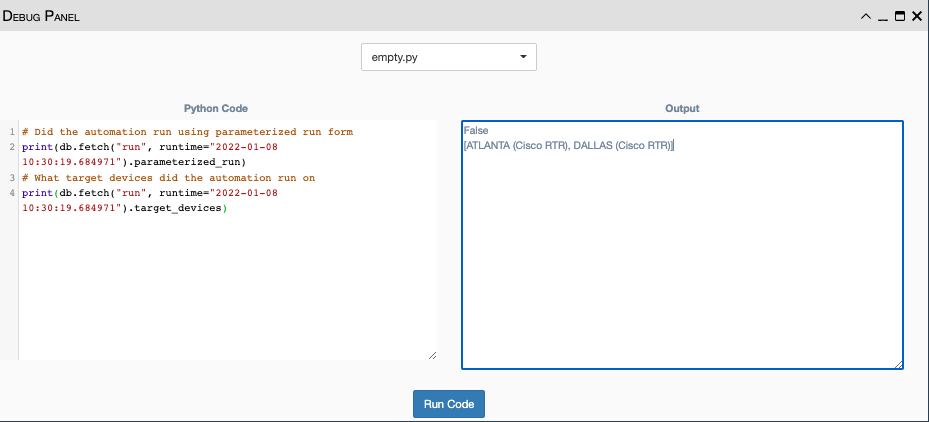 Debug Panel
empty.py
Python Code
Output
1 # Did the automation run using parameterized run form
2 print(db.fetch("run", runtime="2022-01-08
10:30:19.684971").parameterized_run)
3 # What target devices did the automation run on
4 print(db.fetch("run", runtime="2022-01-08
10:30:19.684971").target_devices)
False
[ATLANTA (Cisco RTR), DALLAS (Cisco RTR)]
Run Code